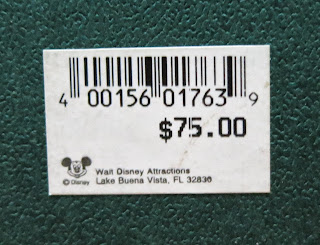 4 00156 01763 9
$75.00
Walt Disney Attractions
© Disney Lake Buena Vista, FL 32830